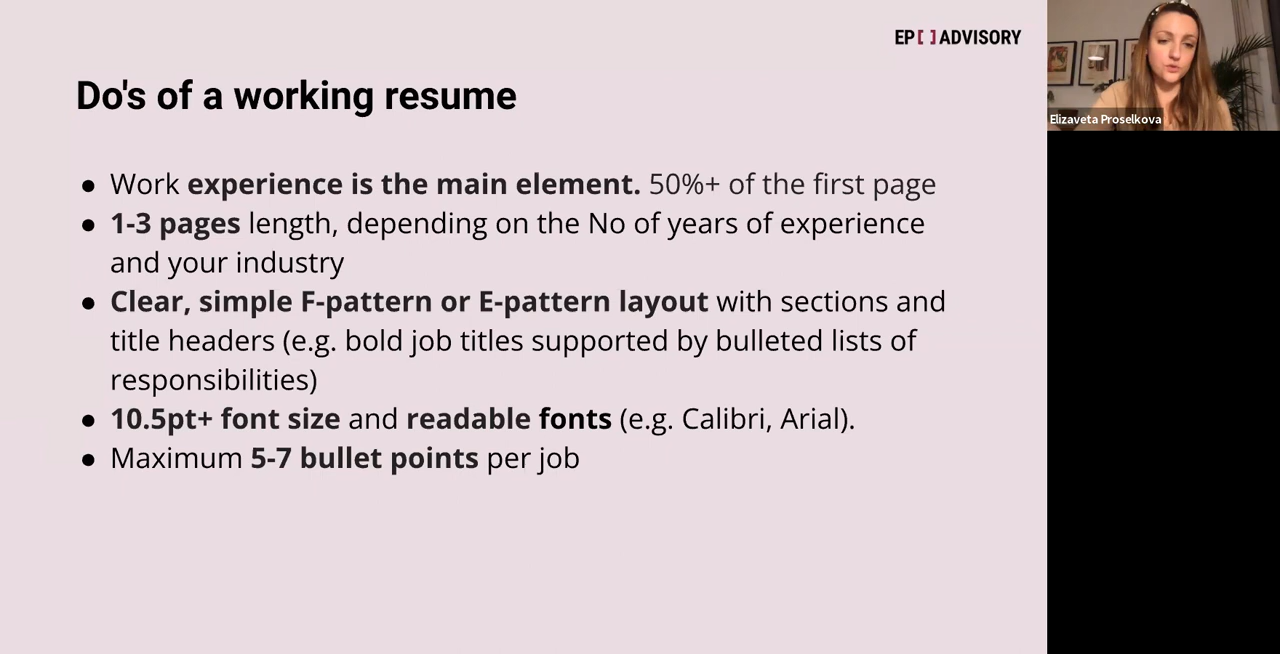 EP[ ]ADVISORY
Do's of a working resume
● Work experience is the main element. 50%+ of the first page
● 1-3 pages length, depending on the No of years of experience
and your industry
● Clear, simple F-pattern or E-pattern layout with sections and
title headers (e.g. bold job titles supported by bulleted lists of
responsibilities)
● 10.5pt+ font size and readable fonts (e.g. Calibri, Arial).
● Maximum 5-7 bullet points per job
Elizaveta Proselkova